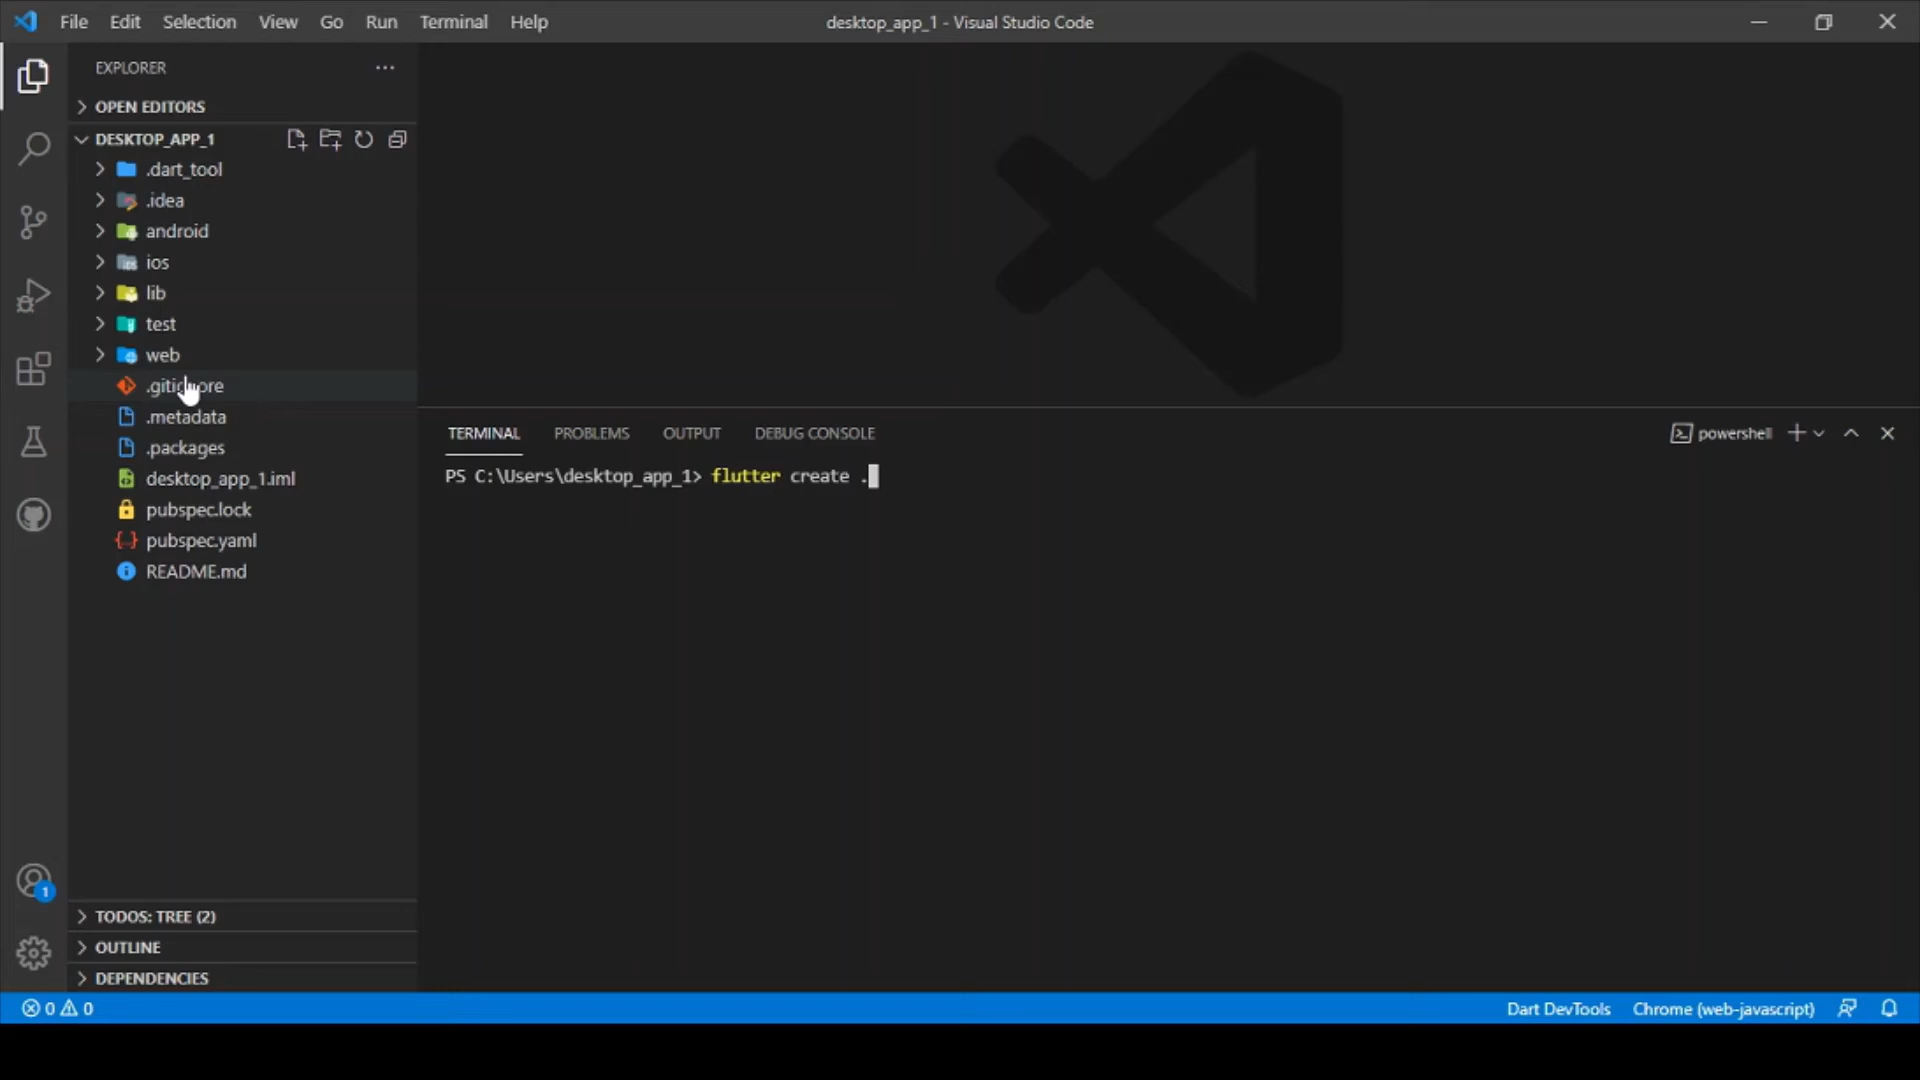 File Edit Selection View Go Run Terminal Help
desktop_app_1 - Visual Studio Code
EXPLORER
OPEN EDITORS
DESKTOP_APP_1
.dart_tool
.idea
android
ios
lib
test
web
.gitignore
.metadata
.packages
desktop_app_1.iml
pubspec.lock
pubspec.yaml
README.md
TODOS: TREE (2)
OUTLINE
DEPENDENCIES
TERMINAL PROBLEMS OUTPUT DEBUG CONSOLE
powershell
PS C:\Users\desktop_app_1> flutter create .
1
0 0
Dart DevTools Chrome (web-javascript)